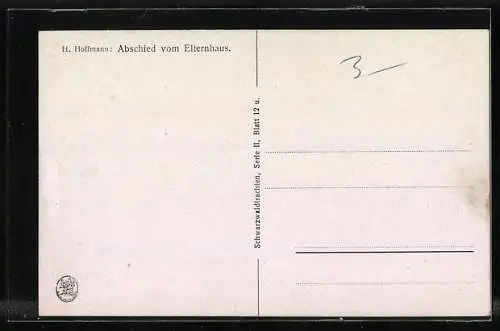 H. Hoffmann: Abschied vom Elternhaus.
3
Schwarzwaldtrachten, Serie II, Blatt 12 u.